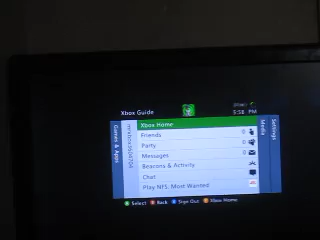 Xbox Guide
5:58 PM
Xbox Home
Friends
Party
Messages
Beacons & Activity
Chat
Play NFS: Most Wanted
Games & Apps
Media
Settings
Select Back Sign Out Xbox Home